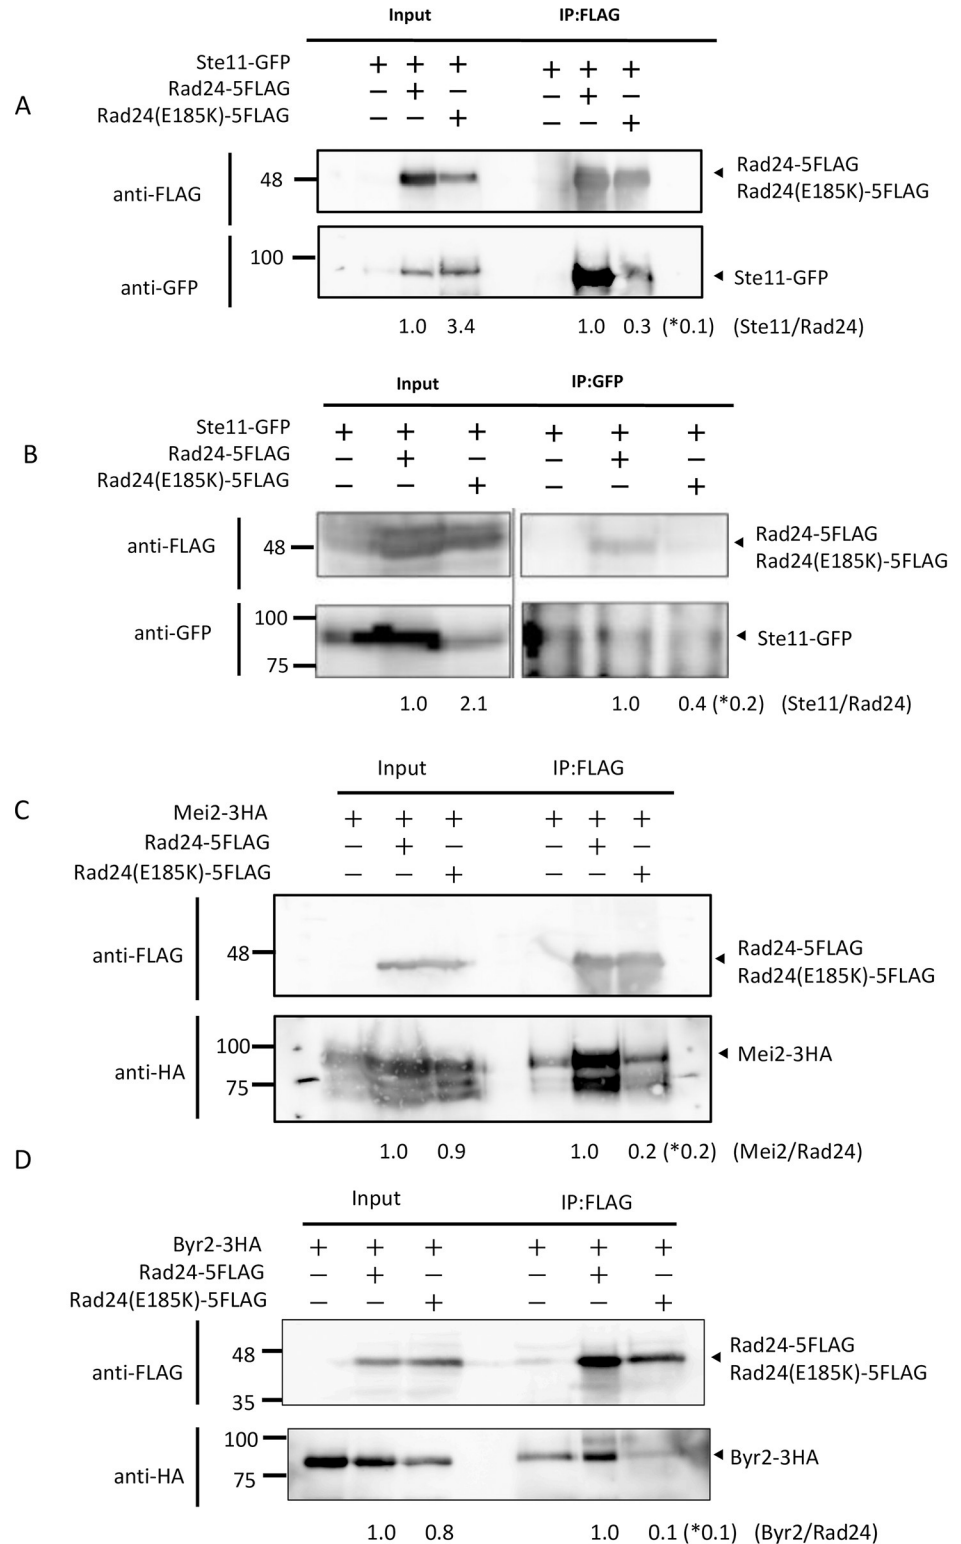 Input IP:FLAG
A
Ste11-GFP + + + + + +
Rad24-5FLAG − + − − + −
Rad24(E185K)-5FLAG − − + − − +
anti-FLAG 48 Rad24-5FLAG
Rad24(E185K)-5FLAG
anti-GFP 100 Ste11-GFP
1.0 3.4 1.0 0.3 (*0.1) (Ste11/Rad24)
Input IP:GFP
B
Ste11-GFP + + + + + +
Rad24-5FLAG − + − − + −
Rad24(E185K)-5FLAG − − + − − +
anti-FLAG 48 Rad24-5FLAG
Rad24(E185K)-5FLAG
anti-GFP 100 Ste11-GFP
75
1.0 2.1 1.0 0.4 (*0.2) (Ste11/Rad24)
Input IP:FLAG
C
Mei2-3HA + + + + + +
Rad24-5FLAG − + − − + −
Rad24(E185K)-5FLAG − − + − − +
anti-FLAG 48 Rad24-5FLAG
Rad24(E185K)-5FLAG
anti-HA 100 Mei2-3HA
75
1.0 0.9 1.0 0.2 (*0.2) (Mei2/Rad24)
D
Input IP:FLAG
Byr2-3HA + + + + + +
Rad24-5FLAG − + − − + −
Rad24(E185K)-5FLAG − − + − − +
anti-FLAG 48 Rad24-5FLAG
Rad24(E185K)-5FLAG
35
anti-HA 100 Byr2-3HA
75
1.0 0.8 1.0 0.1 (*0.1) (Byr2/Rad24)